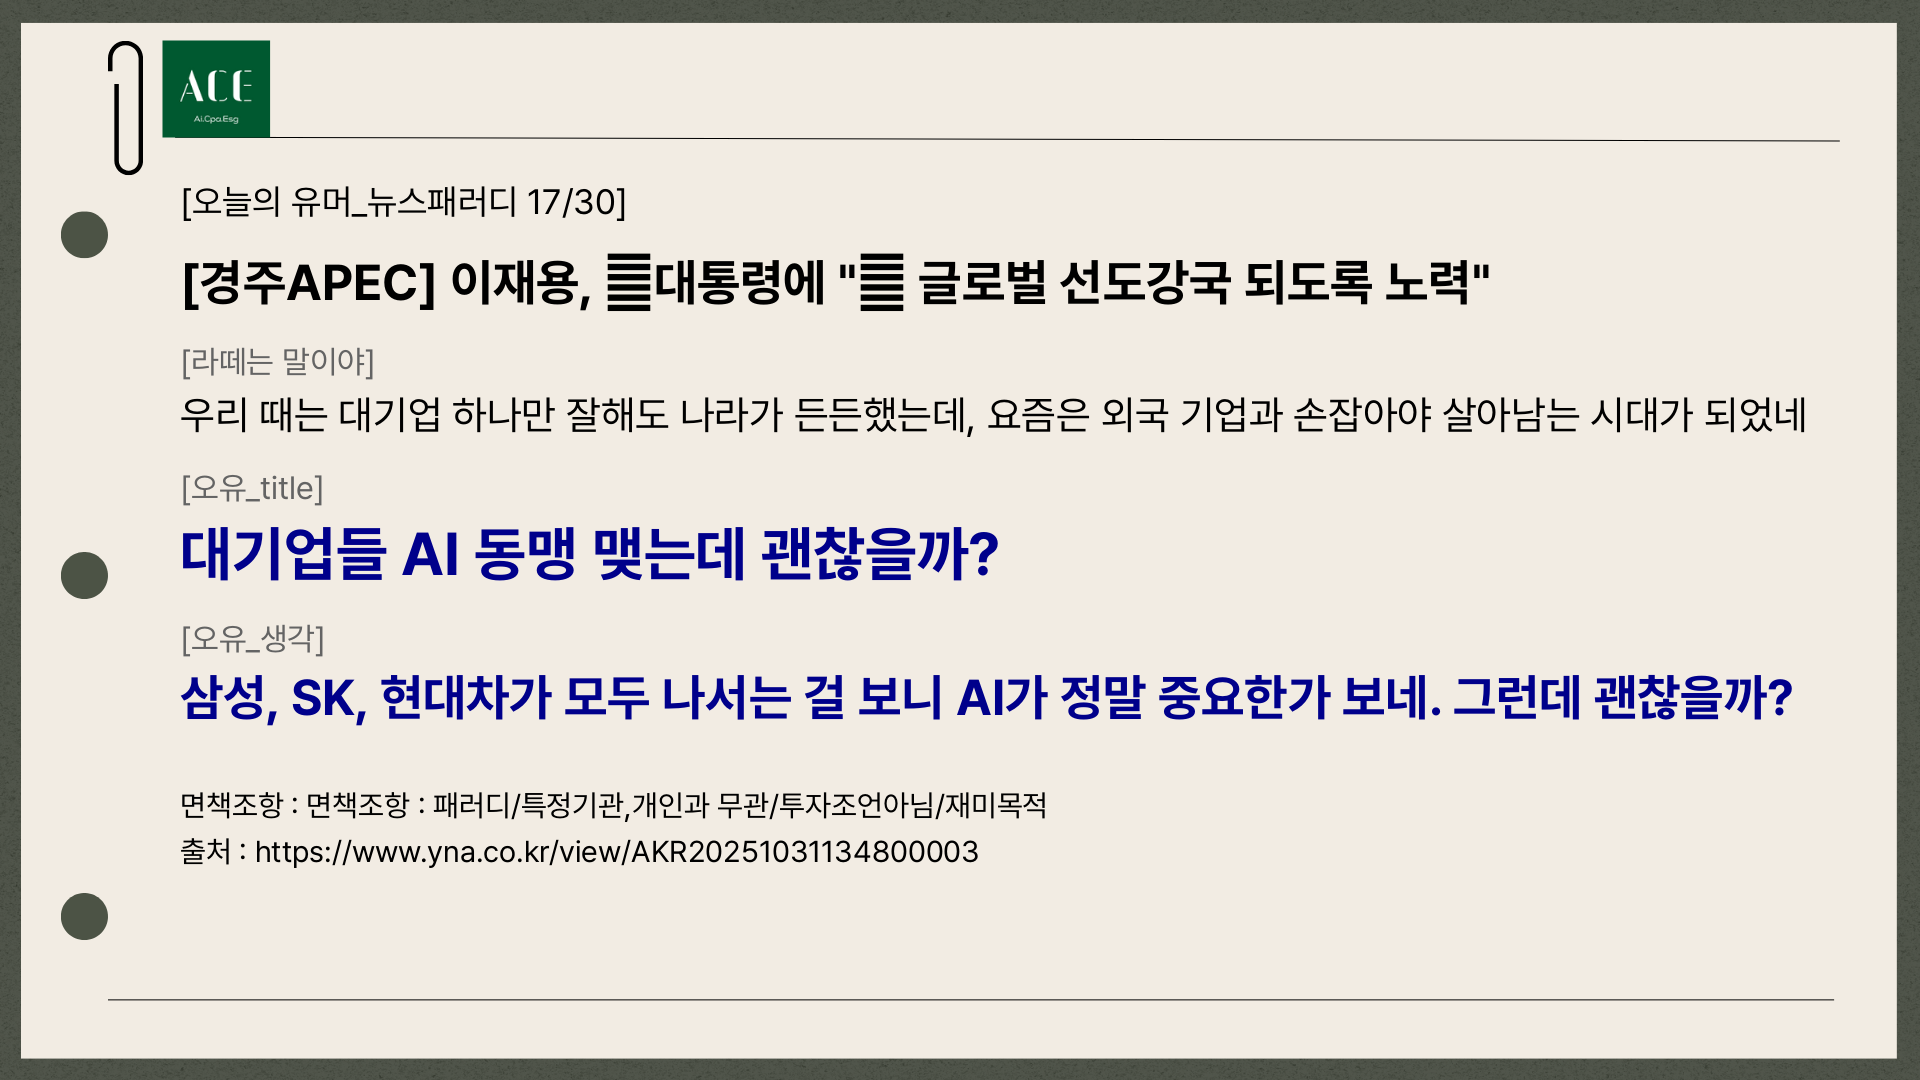 ACE
Ai.Cpa.Esg
[오늘의 유머_뉴스패러디 17/30]
[경주APEC] 이재용, 대통령에 " 글로벌 선도강국 되도록 노력"
[라떼는 말이야]
우리 때는 대기업 하나만 잘해도 나라가 든든했는데, 요즘은 외국 기업과 손잡아야 살아남는 시대가 되었네
[오유_title]
대기업들 AI 동맹 맺는데 괜찮을까?
[오유_생각]
삼성, SK, 현대차가 모두 나서는 걸 보니 AI가 정말 중요한가 보네. 그런데 괜찮을까?
면책조항 : 면책조항 : 패러디/특정기관,개인과 무관/투자조언아님/재미목적
출처 : https://www.yna.co.kr/view/AKR20251031134800003